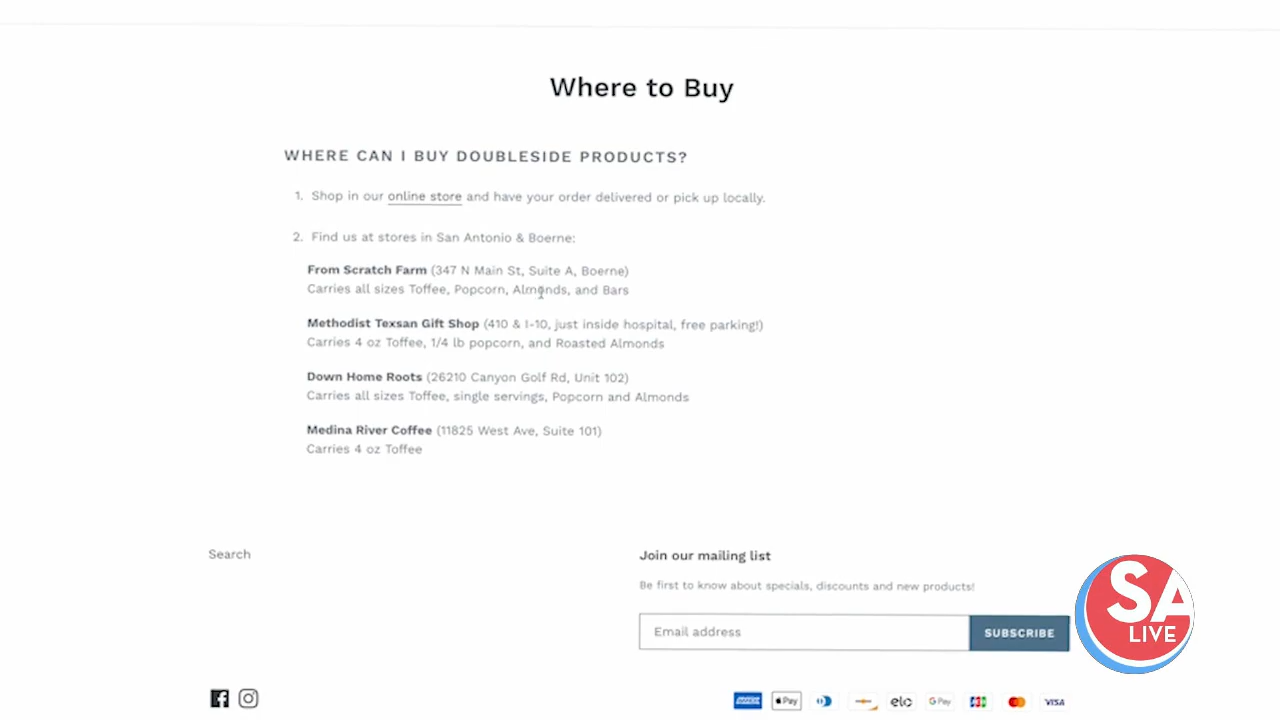 Where to Buy
WHERE CAN I BUY DOUBLESIDE PRODUCTS?
1. Shop in our online store and have your order delivered or pick up locally.
2. Find us at stores in San Antonio & Boerne:
From Scratch Farm (347 N Main St, Suite A, Boerne)
Carries all sizes Toffee, Popcorn, Almonds, and Bars
Methodist Texsan Gift Shop (410 & I-10, just inside hospital, free parking!)
Carries 4 oz Toffee, 1/4 lb popcorn, and Roasted Almonds
Down Home Roots (26210 Canyon Golf Rd, Unit 102)
Carries all sizes Toffee, single servings, Popcorn and Almonds
Medina River Coffee (11825 West Ave, Suite 101)
Carries 4 oz Toffee
Search
Join our mailing list
Be first to know about specials, discounts and new products!
Email address
SUBSCRIBE
SA
LIVE
Pay
elo
G Pay
JCB
VISA